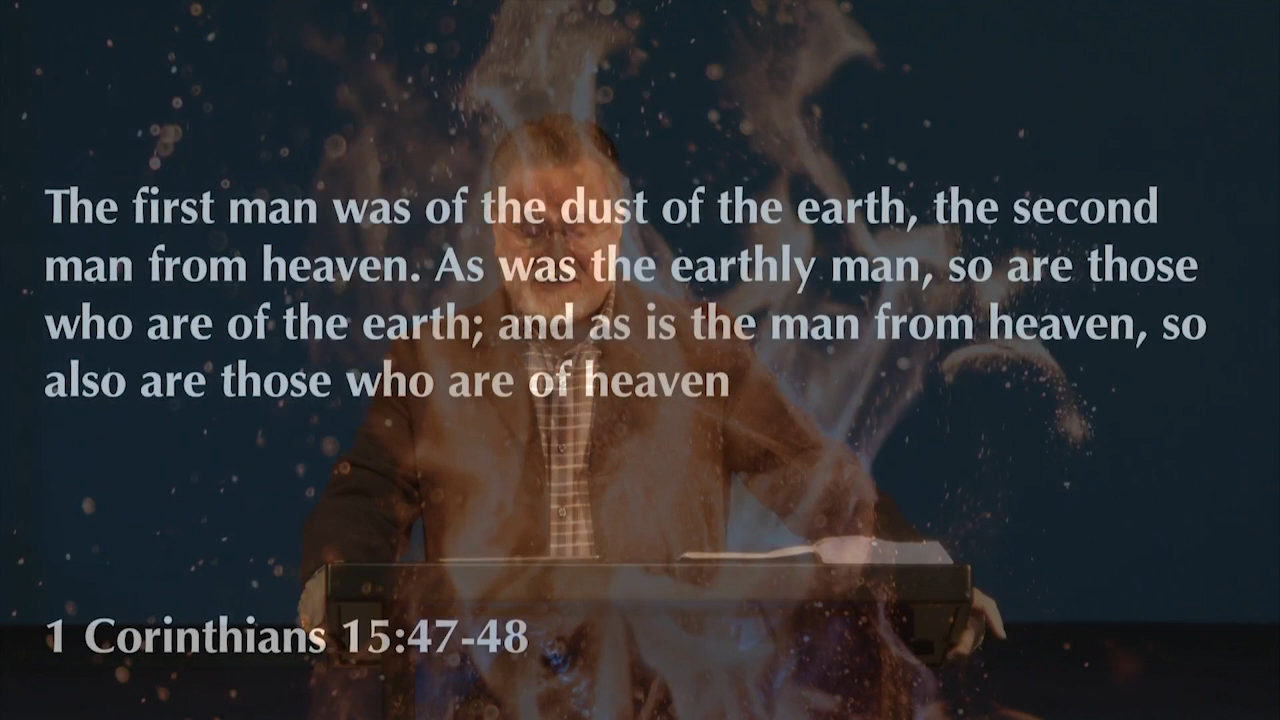 The first man was of the dust of the earth, the second
man from heaven. As was the earthly man, so are those
who are of the earth; and as is the man from heaven, so
also are those who are of heaven
1 Corinthians 15:47-48